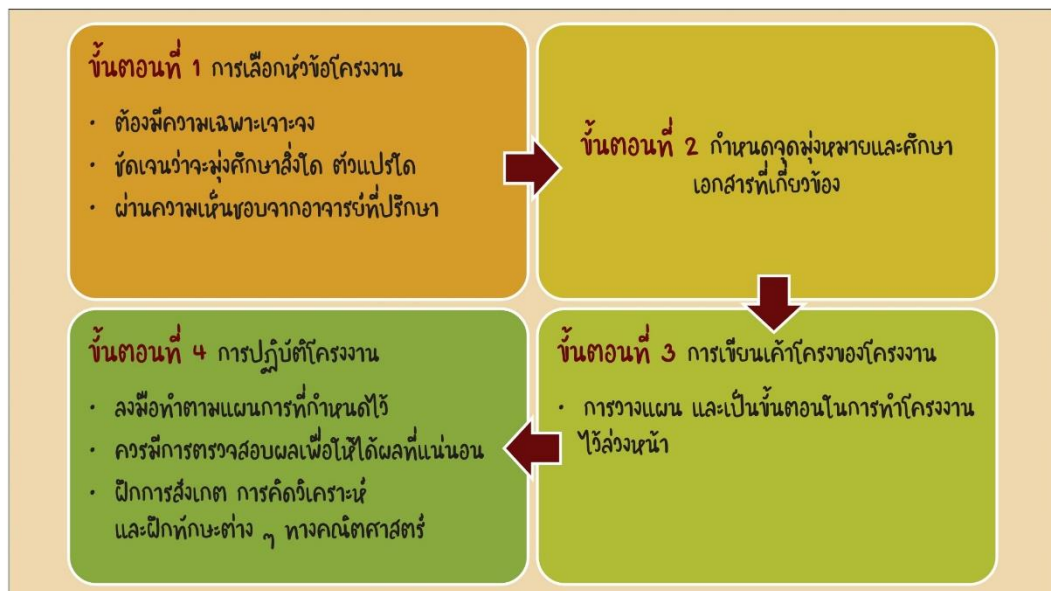 ขั้นตอนที่ 1 การเลือกหัวข้อโครงงาน
• ต้องมีความเฉพาะเจาะจง
• ชัดเจนว่าจะมุ่งศึกษาสิ่งใด ตัวแปรใด
• ผ่านความเห็นชอบจากอาจารย์ที่ปรึกษา
ขั้นตอนที่ 2 กำหนดจุดมุ่งหมายและศึกษา
เอกสารที่เกี่ยวข้อง
ขั้นตอนที่ 3 การเขียนเค้าโครงของโครงงาน
• การวางแผน และเป็นขั้นตอนในการทำโครงงาน
ไว้ล่วงหน้า
ขั้นตอนที่ 4 การปฏิบัติโครงงาน
• ลงมือทำตามแผนการที่กำหนดไว้
• ควรมีการตรวจสอบผลเพื่อให้ได้ผลที่แน่นอน
• ฝึกการสังเกต การคิดวิเคราะห์
และฝึกทักษะต่าง ๆ ทางคณิตศาสตร์